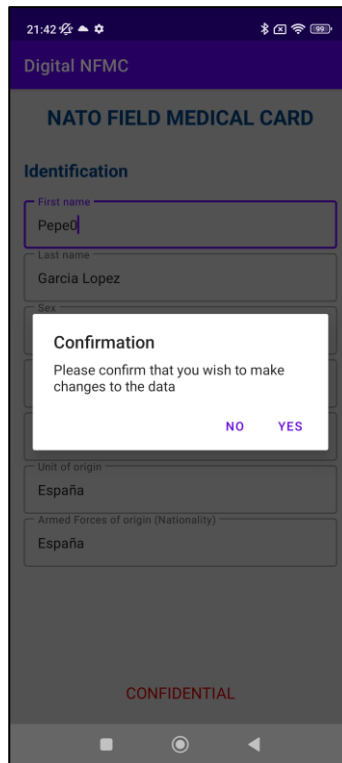 21:42
99
Digital NFMC
NATO FIELD MEDICAL CARD
Identification
First name
Pepe0
Last name
Garcia Lopez
Sex
Confirmation
Please confirm that you wish to make
changes to the data
NO YES
Unit of origin
España
Armed Forces of origin (Nationality)
España
CONFIDENTIAL